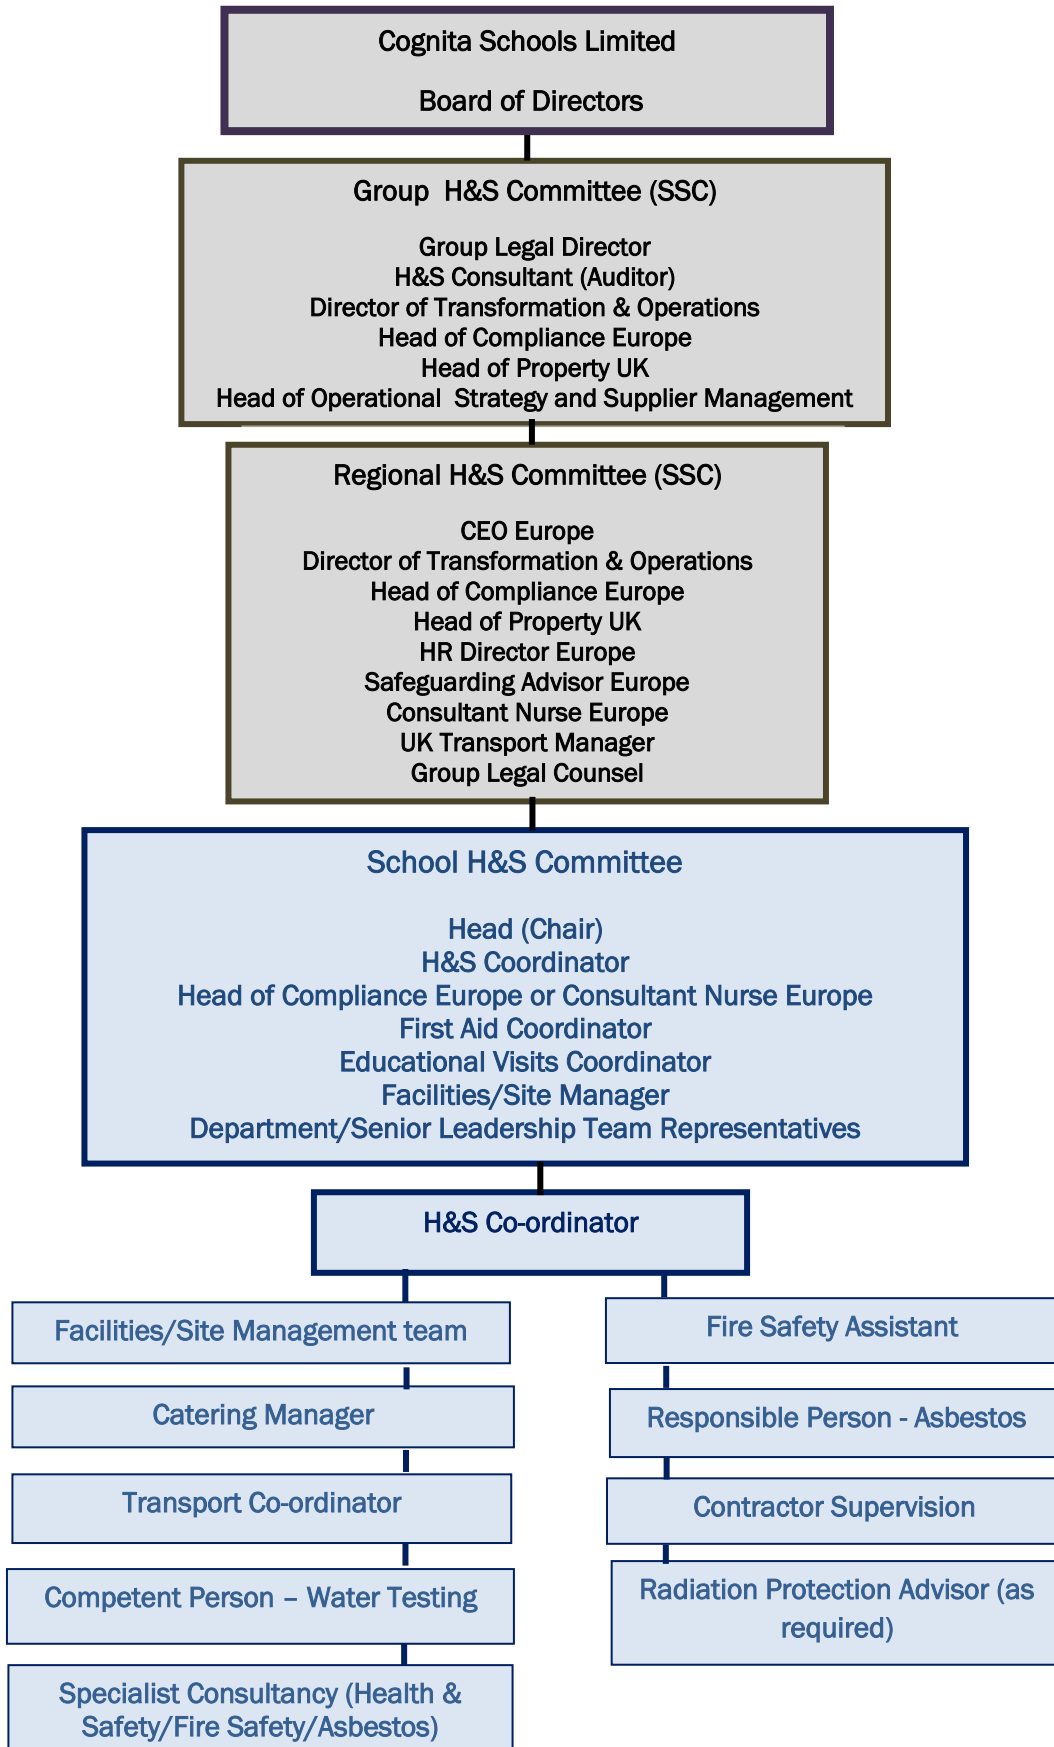 Cognita Schools Limited
Board of Directors
Group  H&S Committee (SSC)
Group Legal Director
H&S Consultant (Auditor)
Director of Transformation & Operations
Head of Compliance Europe
Head of Property UK
Head of Operational  Strategy and Supplier Management
Regional H&S Committee (SSC)
CEO Europe
Director of Transformation & Operations
Head of Compliance Europe
Head of Property UK
HR Director Europe
Safeguarding Advisor Europe
Consultant Nurse Europe
UK Transport Manager
Group Legal Counsel
School H&S Committee
Head (Chair)
H&S Coordinator
Head of Compliance Europe or Consultant Nurse Europe
First Aid Coordinator
Educational Visits Coordinator
Facilities/Site Manager
Department/Senior Leadership Team Representatives
H&S Co-ordinator
Facilities/Site Management team
Catering Manager
Transport Co-ordinator
Competent Person – Water Testing
Specialist Consultancy (Health &
Safety/Fire Safety/Asbestos)
Fire Safety Assistant
Responsible Person - Asbestos
Contractor Supervision
Radiation Protection Advisor (as
required)